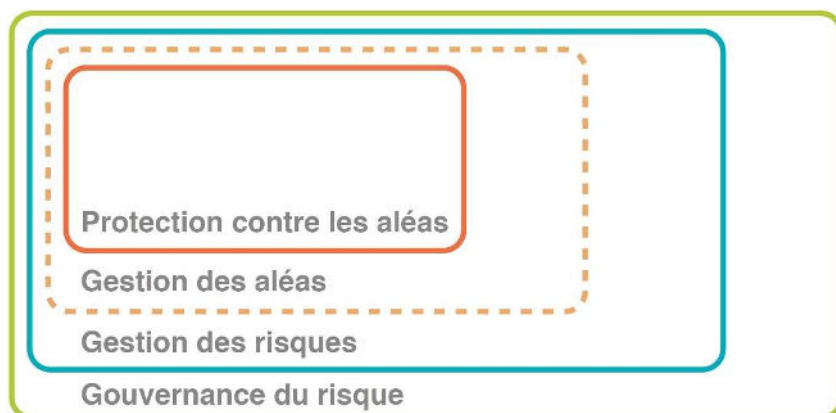 Protection contre les aléas
Gestion des aléas
Gestion des risques
Gouvernance du risque